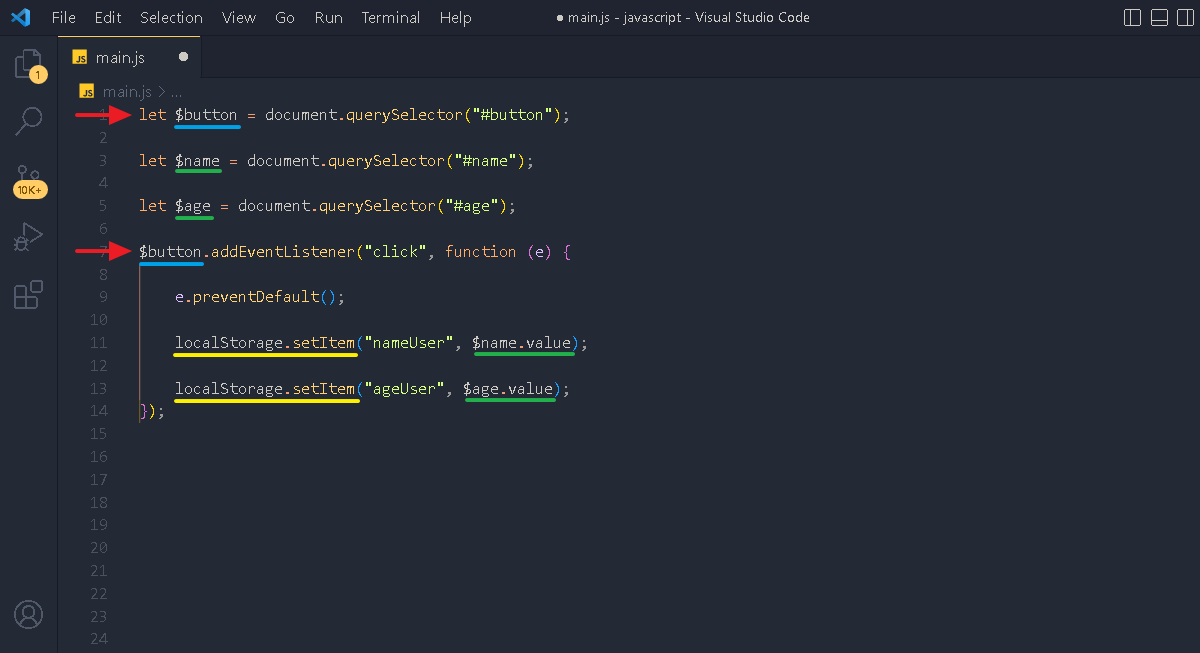 File Edit Selection View Go Run Terminal Help ● main.js - javascript - Visual Studio Code
JS main.js ●
1
JS main.js > ...
1 let $button = document.querySelector("#button");
2
3 let $name = document.querySelector("#name");
4
5 let $age = document.querySelector("#age");
6
7 $button.addEventListener("click", function (e) {
8
9 e.preventDefault();
10
11 localStorage.setItem("nameUser", $name.value);
12
13 localStorage.setItem("ageUser", $age.value);
14 });
15
16
17
18
19
20
21
22
23
24
10K+